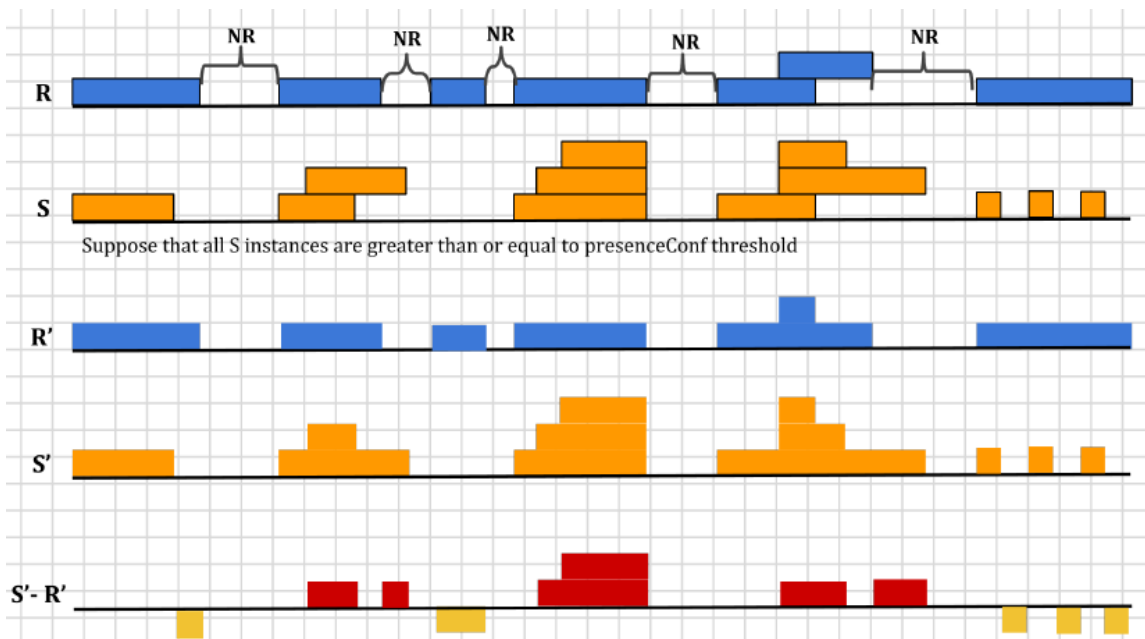 NR NR NR NR NR
R
S
Suppose that all S instances are greater than or equal to presenceConf threshold
R’
S’
S’- R’